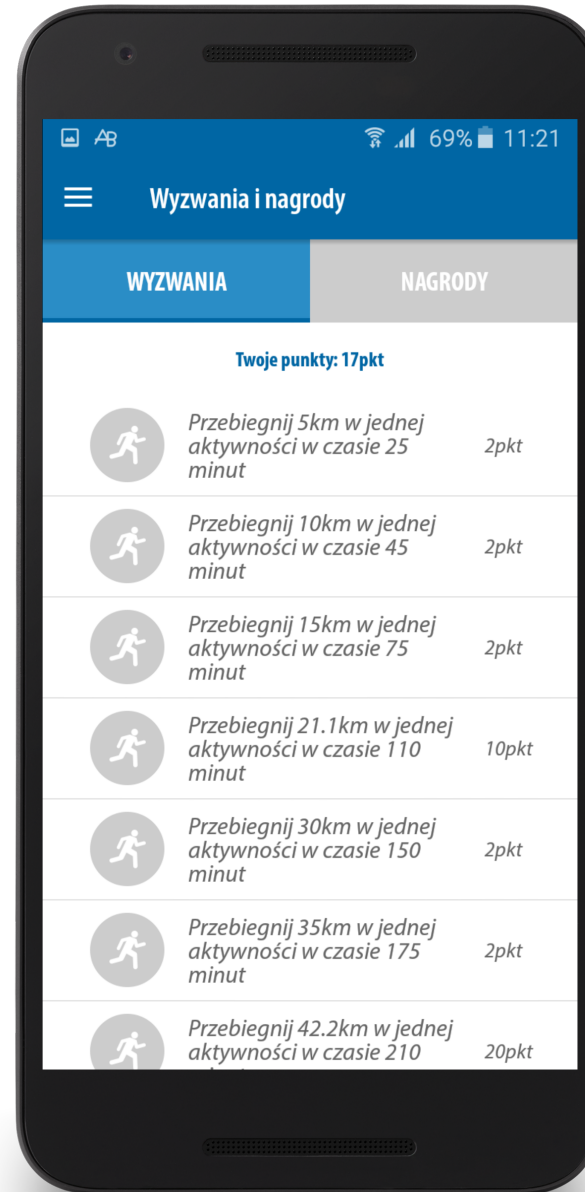 AB 69% 11:21
Wyzwania i nagrody
WYZWANIA NAGRODY
Twoje punkty: 17pkt
Przebiegnij 5km w jednej
aktywności w czasie 25
minut
2pkt
Przebiegnij 10km w jednej
aktywności w czasie 45
minut
2pkt
Przebiegnij 15km w jednej
aktywności w czasie 75
minut
2pkt
Przebiegnij 21.1km w jednej
aktywności w czasie 110
minut
10pkt
Przebiegnij 30km w jednej
aktywności w czasie 150
minut
2pkt
Przebiegnij 35km w jednej
aktywności w czasie 175
minut
2pkt
Przebiegnij 42.2km w jednej
aktywności w czasie 210
20pkt